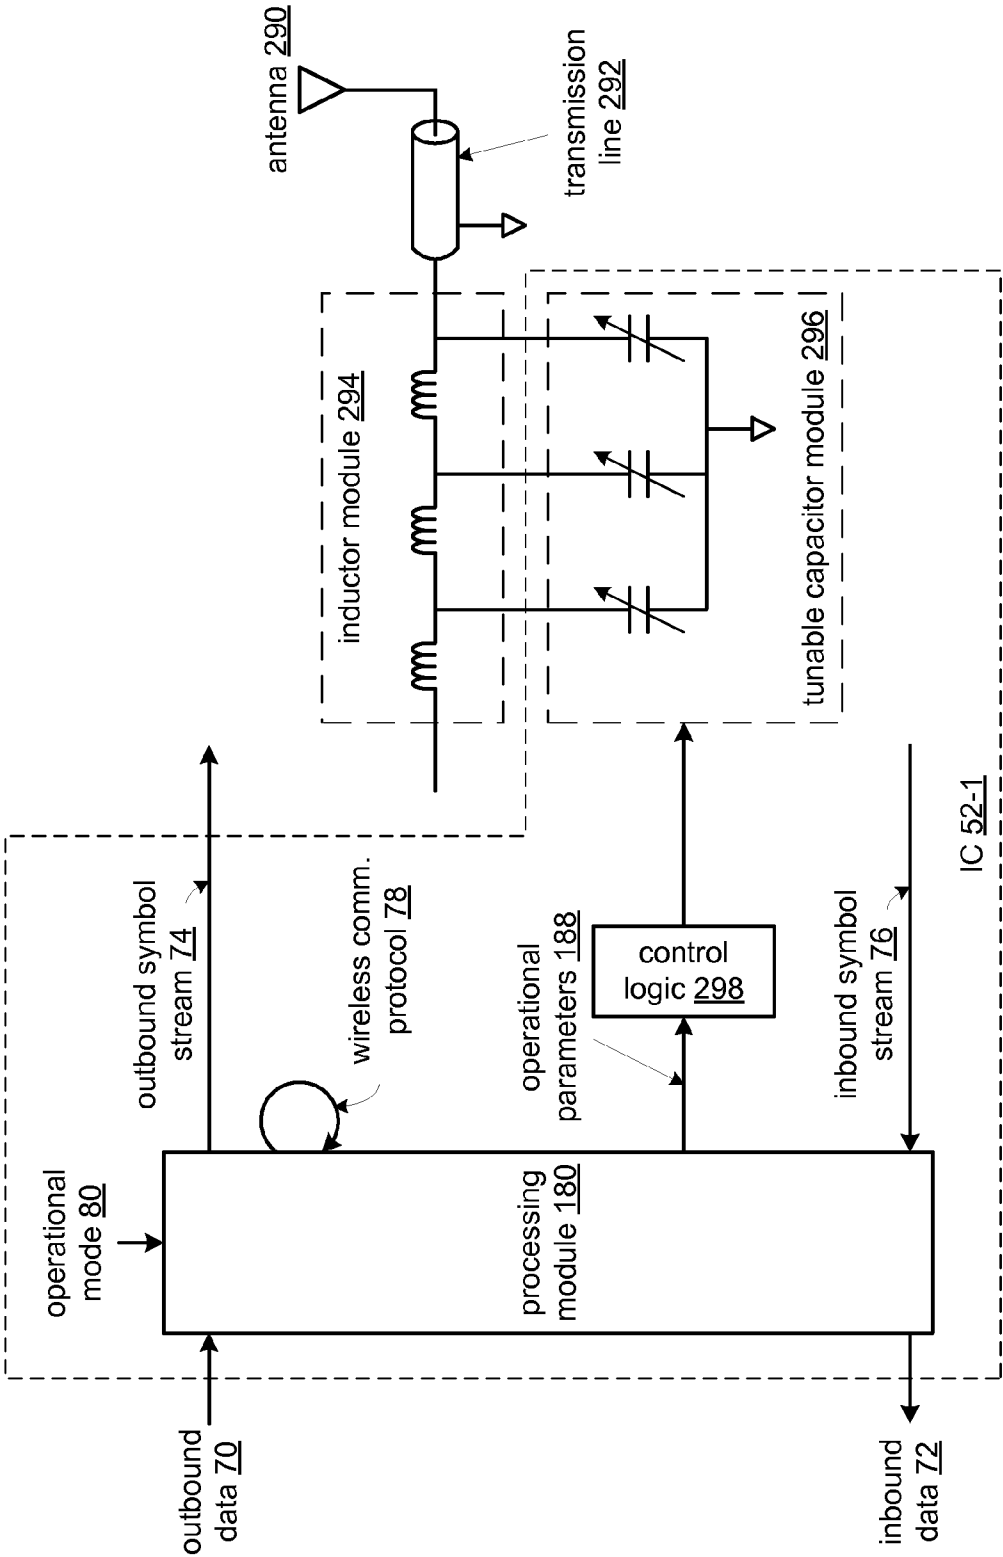 antenna 290
transmission
line 292
inductor module 294
tunable capacitor module 296
outbound symbol
stream 74
wireless comm.
protocol 78
operational
parameters 188
control
logic 298
inbound symbol
stream 76
IC 52-1
operational
mode 80
processing
module 180
outbound
data 70
inbound
data 72